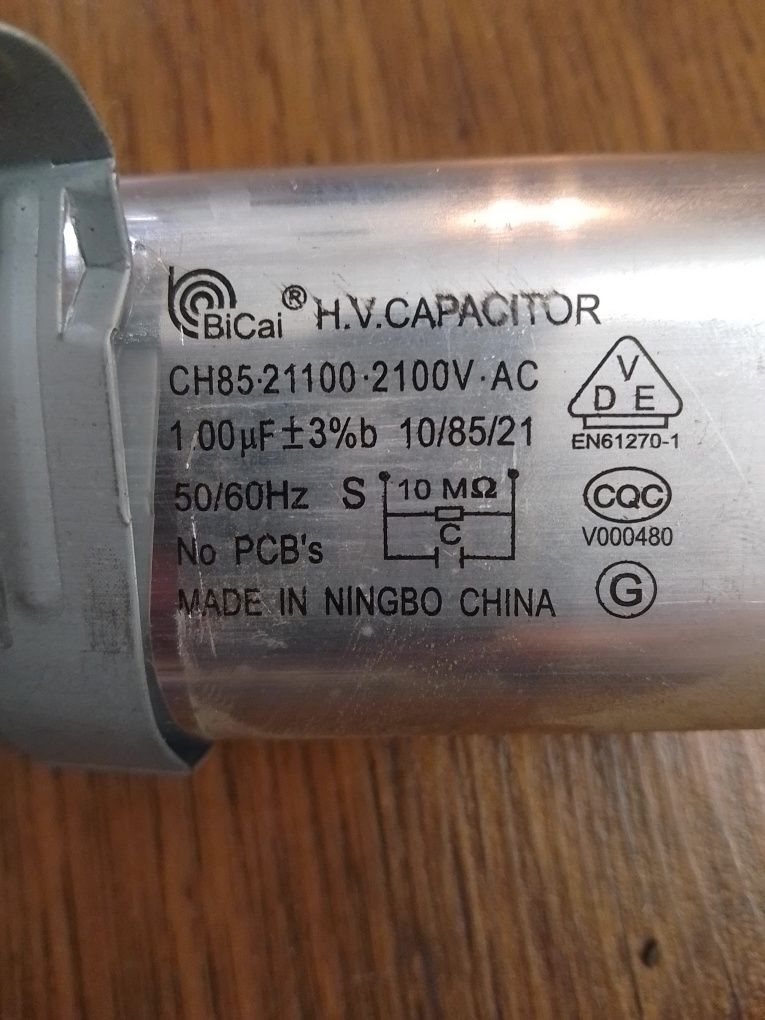 BiCai® H.V.CAPACITOR
CH85·21100·2100V·AC
1.00μF±3%b 10/85/21
50/60Hz S 10 MΩ
C
No PCB's
MADE IN NINGBO CHINA
V
D E
EN61270-1
CQC
V000480
G